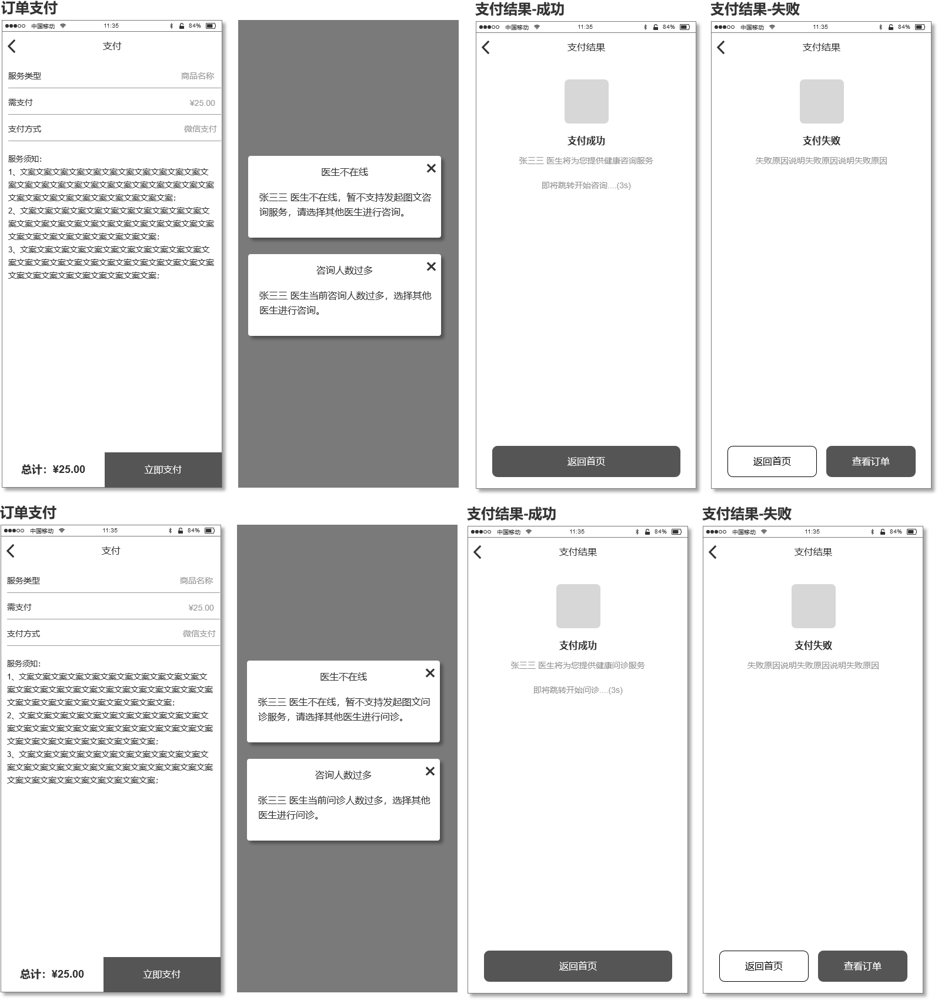 订单支付
中国移动 11:35 84%
支付
服务类型 商品名称
需支付 ¥25.00
支付方式 微信支付
服务须知：
1、文案文案文案文案文案文案文案文案文案文案文案文
案文案文案文案文案文案文案文案文案文案文案文案文案
文案文案文案文案文案文案文案文案文案文案；
2、文案文案文案文案文案文案文案文案文案文案文案文
案文案文案文案文案文案文案文案文案文案文案文案文案
文案文案文案文案文案文案文案文案文案；
3、文案文案文案文案文案文案文案文案文案文案文案文
案文案文案文案文案文案文案文案文案文案文案文案文案
文案文案文案文案文案文案文案文案文案；
总计：¥25.00
立即支付
医生不在线
张三三 医生不在线，暂不支持发起图文咨
询服务，请选择其他医生进行咨询。
咨询人数过多
张三三 医生当前咨询人数过多，选择其他
医生进行咨询。
支付结果-成功
中国移动 11:35 84%
支付结果
支付成功
张三三 医生将为您提供健康咨询服务
即将跳转开始咨询....(3s)
返回首页
支付结果-失败
中国移动 11:35 84%
支付结果
支付失败
失败原因说明失败原因说明失败原因
返回首页 查看订单
订单支付
中国移动 11:35 84%
支付
服务类型 商品名称
需支付 ¥25.00
支付方式 微信支付
服务须知：
1、文案文案文案文案文案文案文案文案文案文案文案文
案文案文案文案文案文案文案文案文案文案文案文案文案
文案文案文案文案文案文案文案文案文案文案；
2、文案文案文案文案文案文案文案文案文案文案文案文
案文案文案文案文案文案文案文案文案文案文案文案文案
文案文案文案文案文案文案文案文案文案；
3、文案文案文案文案文案文案文案文案文案文案文案文
案文案文案文案文案文案文案文案文案文案文案文案文案
文案文案文案文案文案文案文案文案文案；
总计：¥25.00
立即支付
医生不在线
张三三 医生不在线，暂不支持发起图文问
诊服务，请选择其他医生进行问诊。
咨询人数过多
张三三 医生当前问诊人数过多，选择其他
医生进行问诊。
支付结果-成功
中国移动 11:35 84%
支付结果
支付成功
张三三 医生将为您提供健康问诊服务
即将跳转开始问诊....(3s)
返回首页
支付结果-失败
中国移动 11:35 84%
支付结果
支付失败
失败原因说明失败原因说明失败原因
返回首页 查看订单